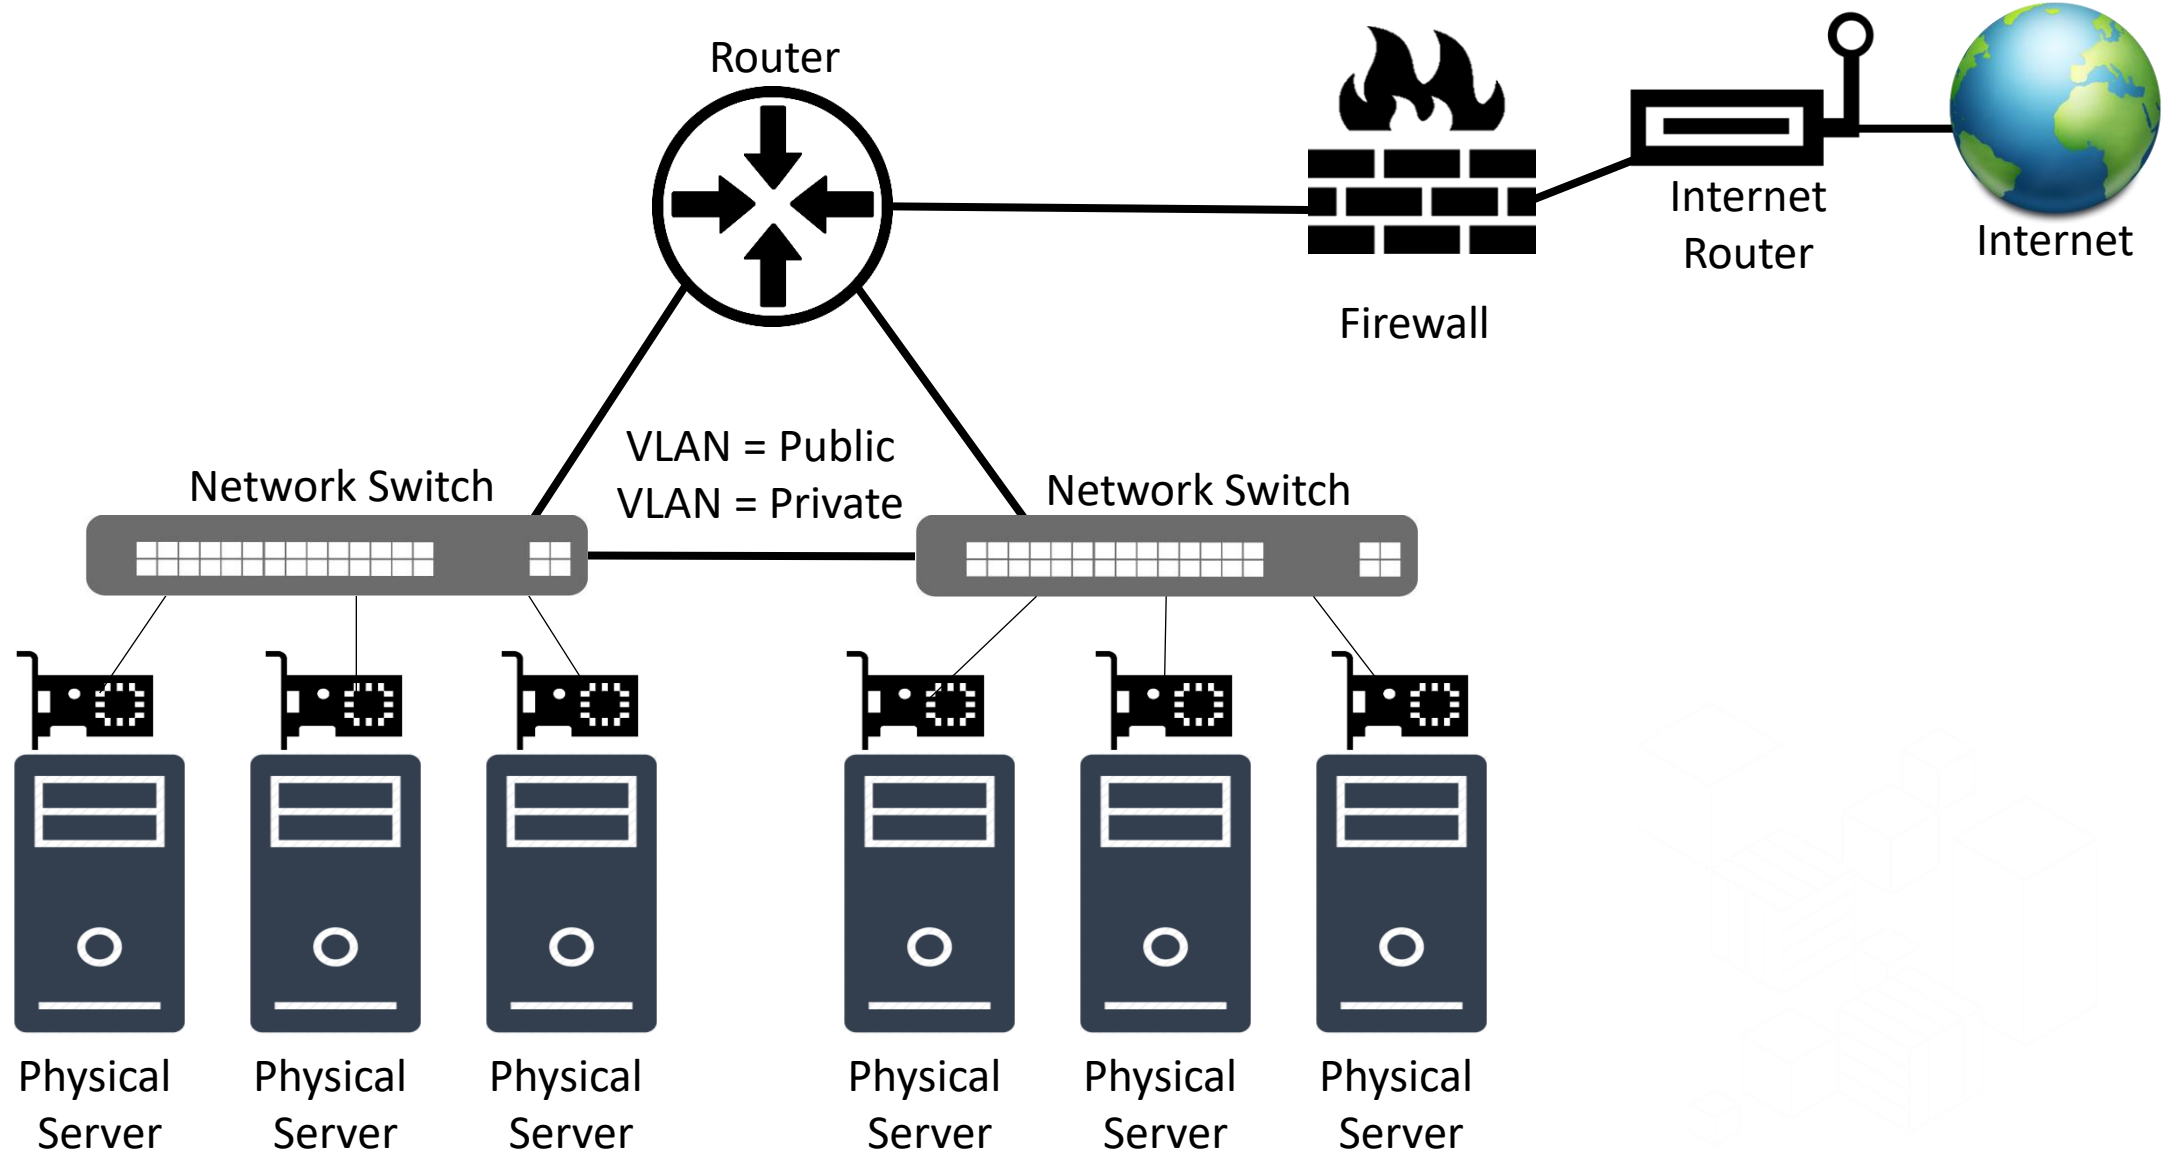 Router
Internet
Router
Internet
Firewall
VLAN = Public
VLAN = Private
Network Switch
Network Switch
Physical
Server
Physical
Server
Physical
Server
Physical
Server
Physical
Server
Physical
Server